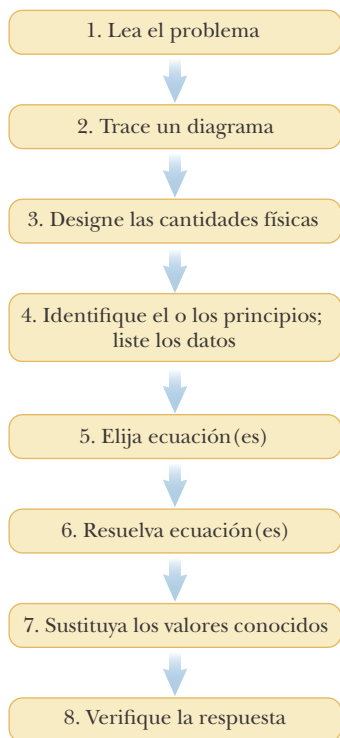 1. Lea el problema
2. Trace un diagrama
3. Designe las cantidades físicas
4. Identifique el o los principios;
liste los datos
5. Elija ecuación(es)
6. Resuelva ecuación(es)
7. Sustituya los valores conocidos
8. Verifique la respuesta